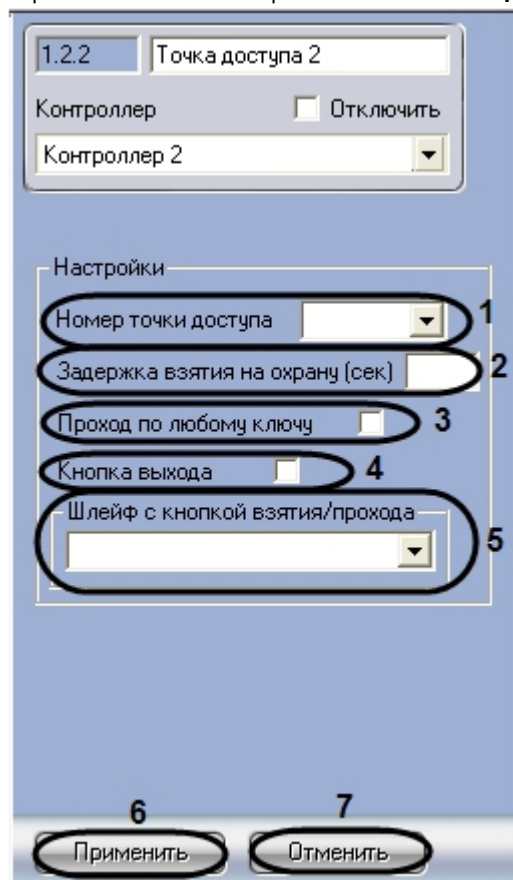 1.2.2 Точка доступа 2
Контроллер Отключить
Контроллер 2
Настройки
Номер точки доступа 1
Задержка взятия на охрану (сек) 2
Проход по любому ключу 3
Кнопка выхода 4
Шлейф с кнопкой взятия/прохода
5
6 7
Применить Отменить